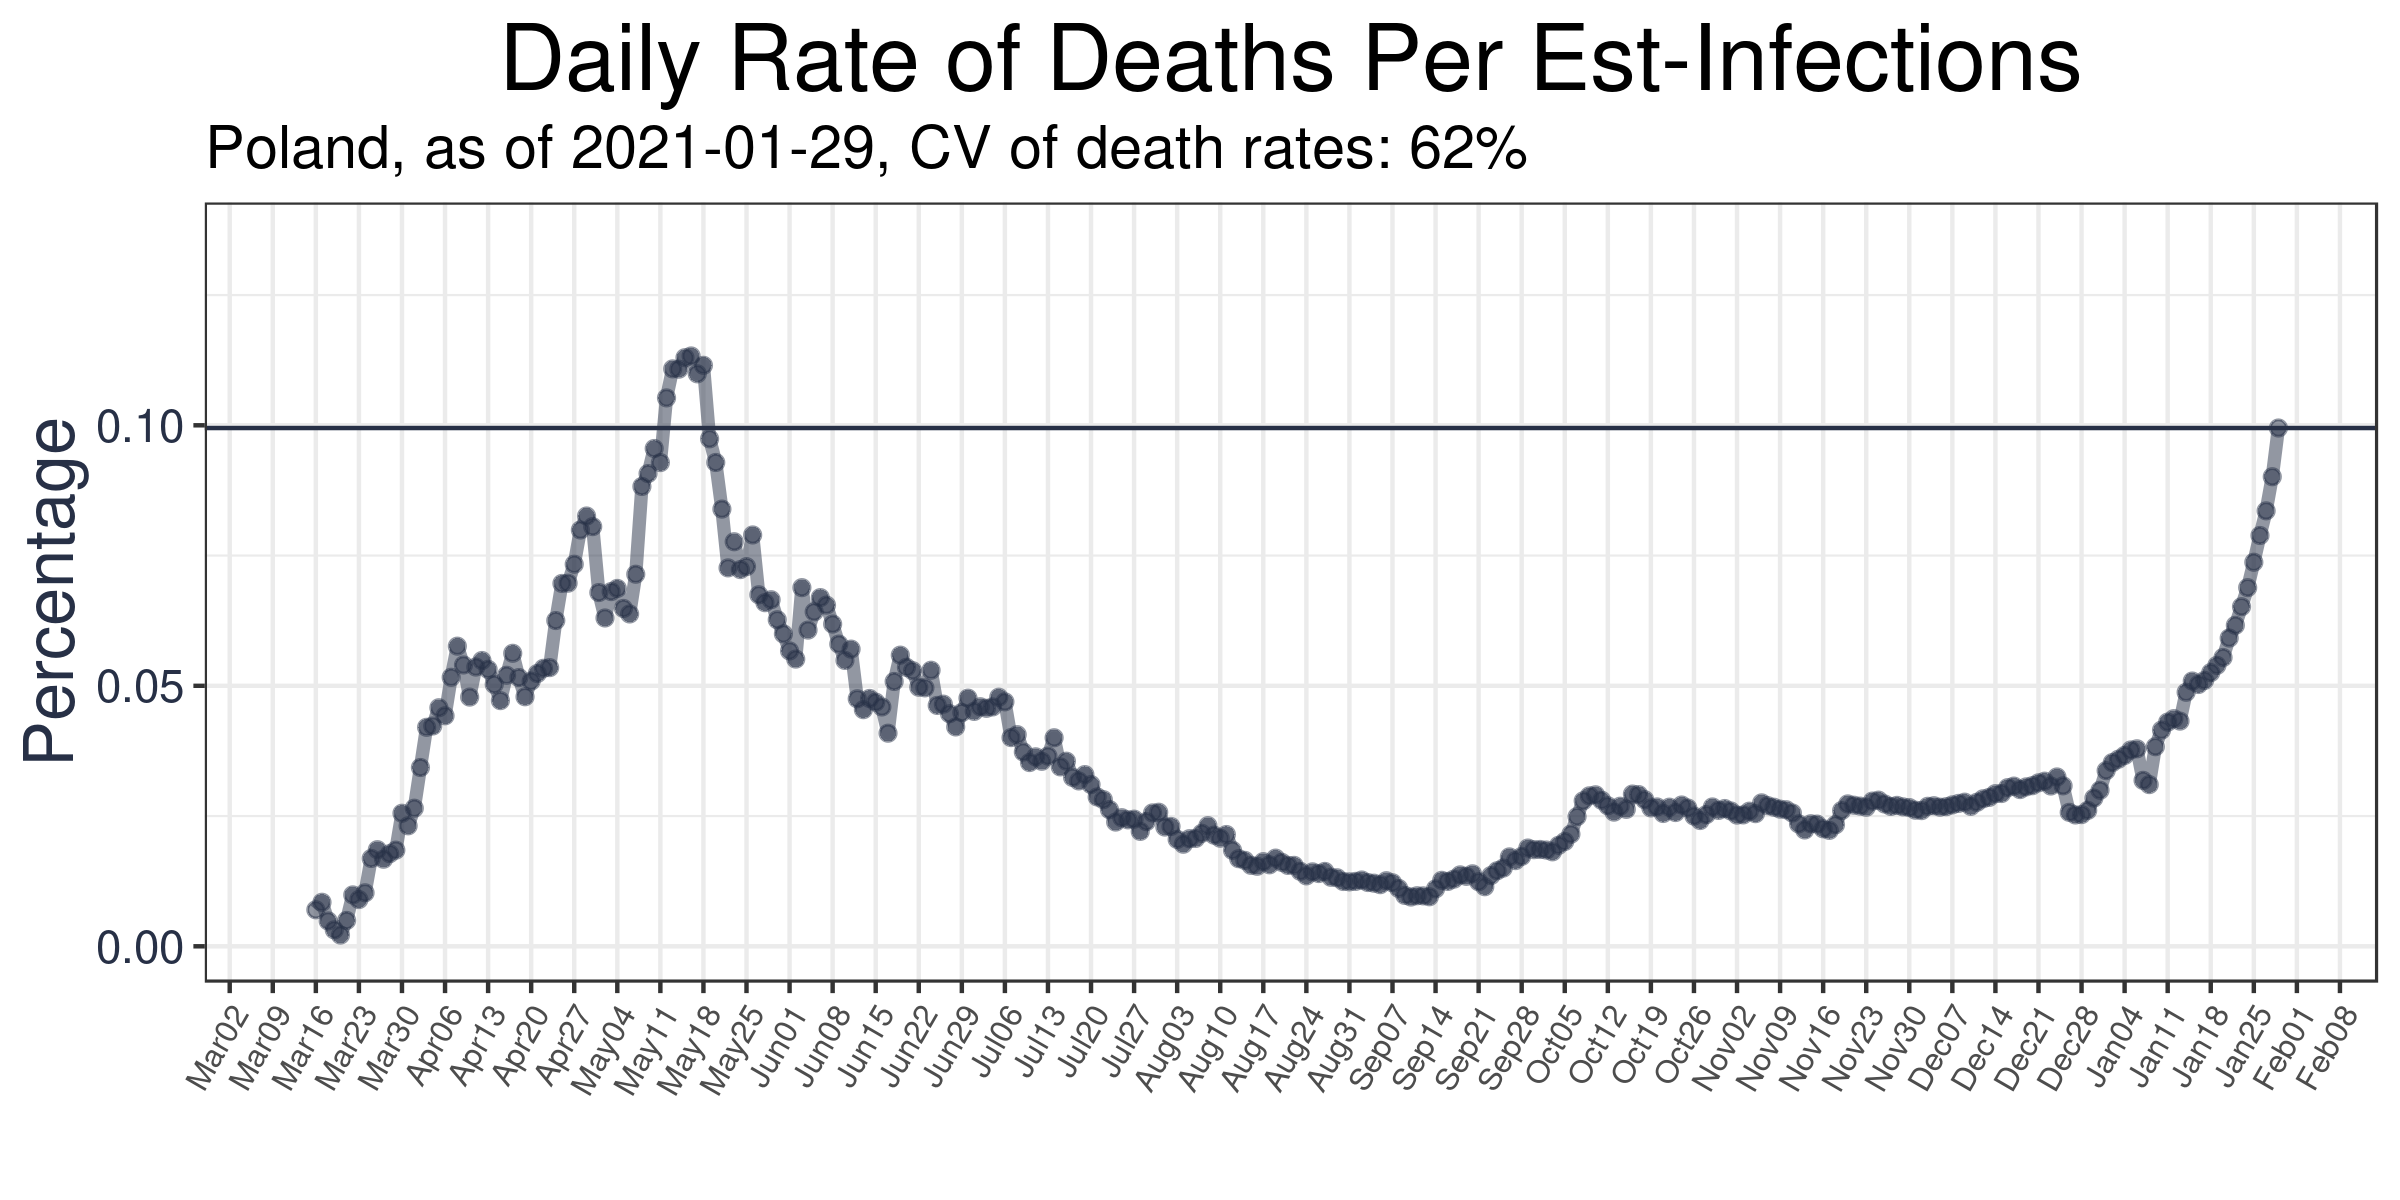 Daily Rate of Deaths Per Est-Infections
Poland, as of 2021-01-29, CV of death rates: 62%
Percentage
0.10
0.05
0.00
Mar02
Mar09
Mar16
Mar23
Mar30
Apr06
Apr13
Apr20
Apr27
May04
May11
May18
May25
Jun01
Jun08
Jun15
Jun22
Jun29
Jul06
Jul13
Jul20
Jul27
Aug03
Aug10
Aug17
Aug24
Aug31
Sep07
Sep14
Sep21
Sep28
Oct05
Oct12
Oct19
Oct26
Nov02
Nov09
Nov16
Nov23
Nov30
Dec07
Dec14
Dec21
Dec28
Jan04
Jan11
Jan18
Jan25
Feb01
Feb08